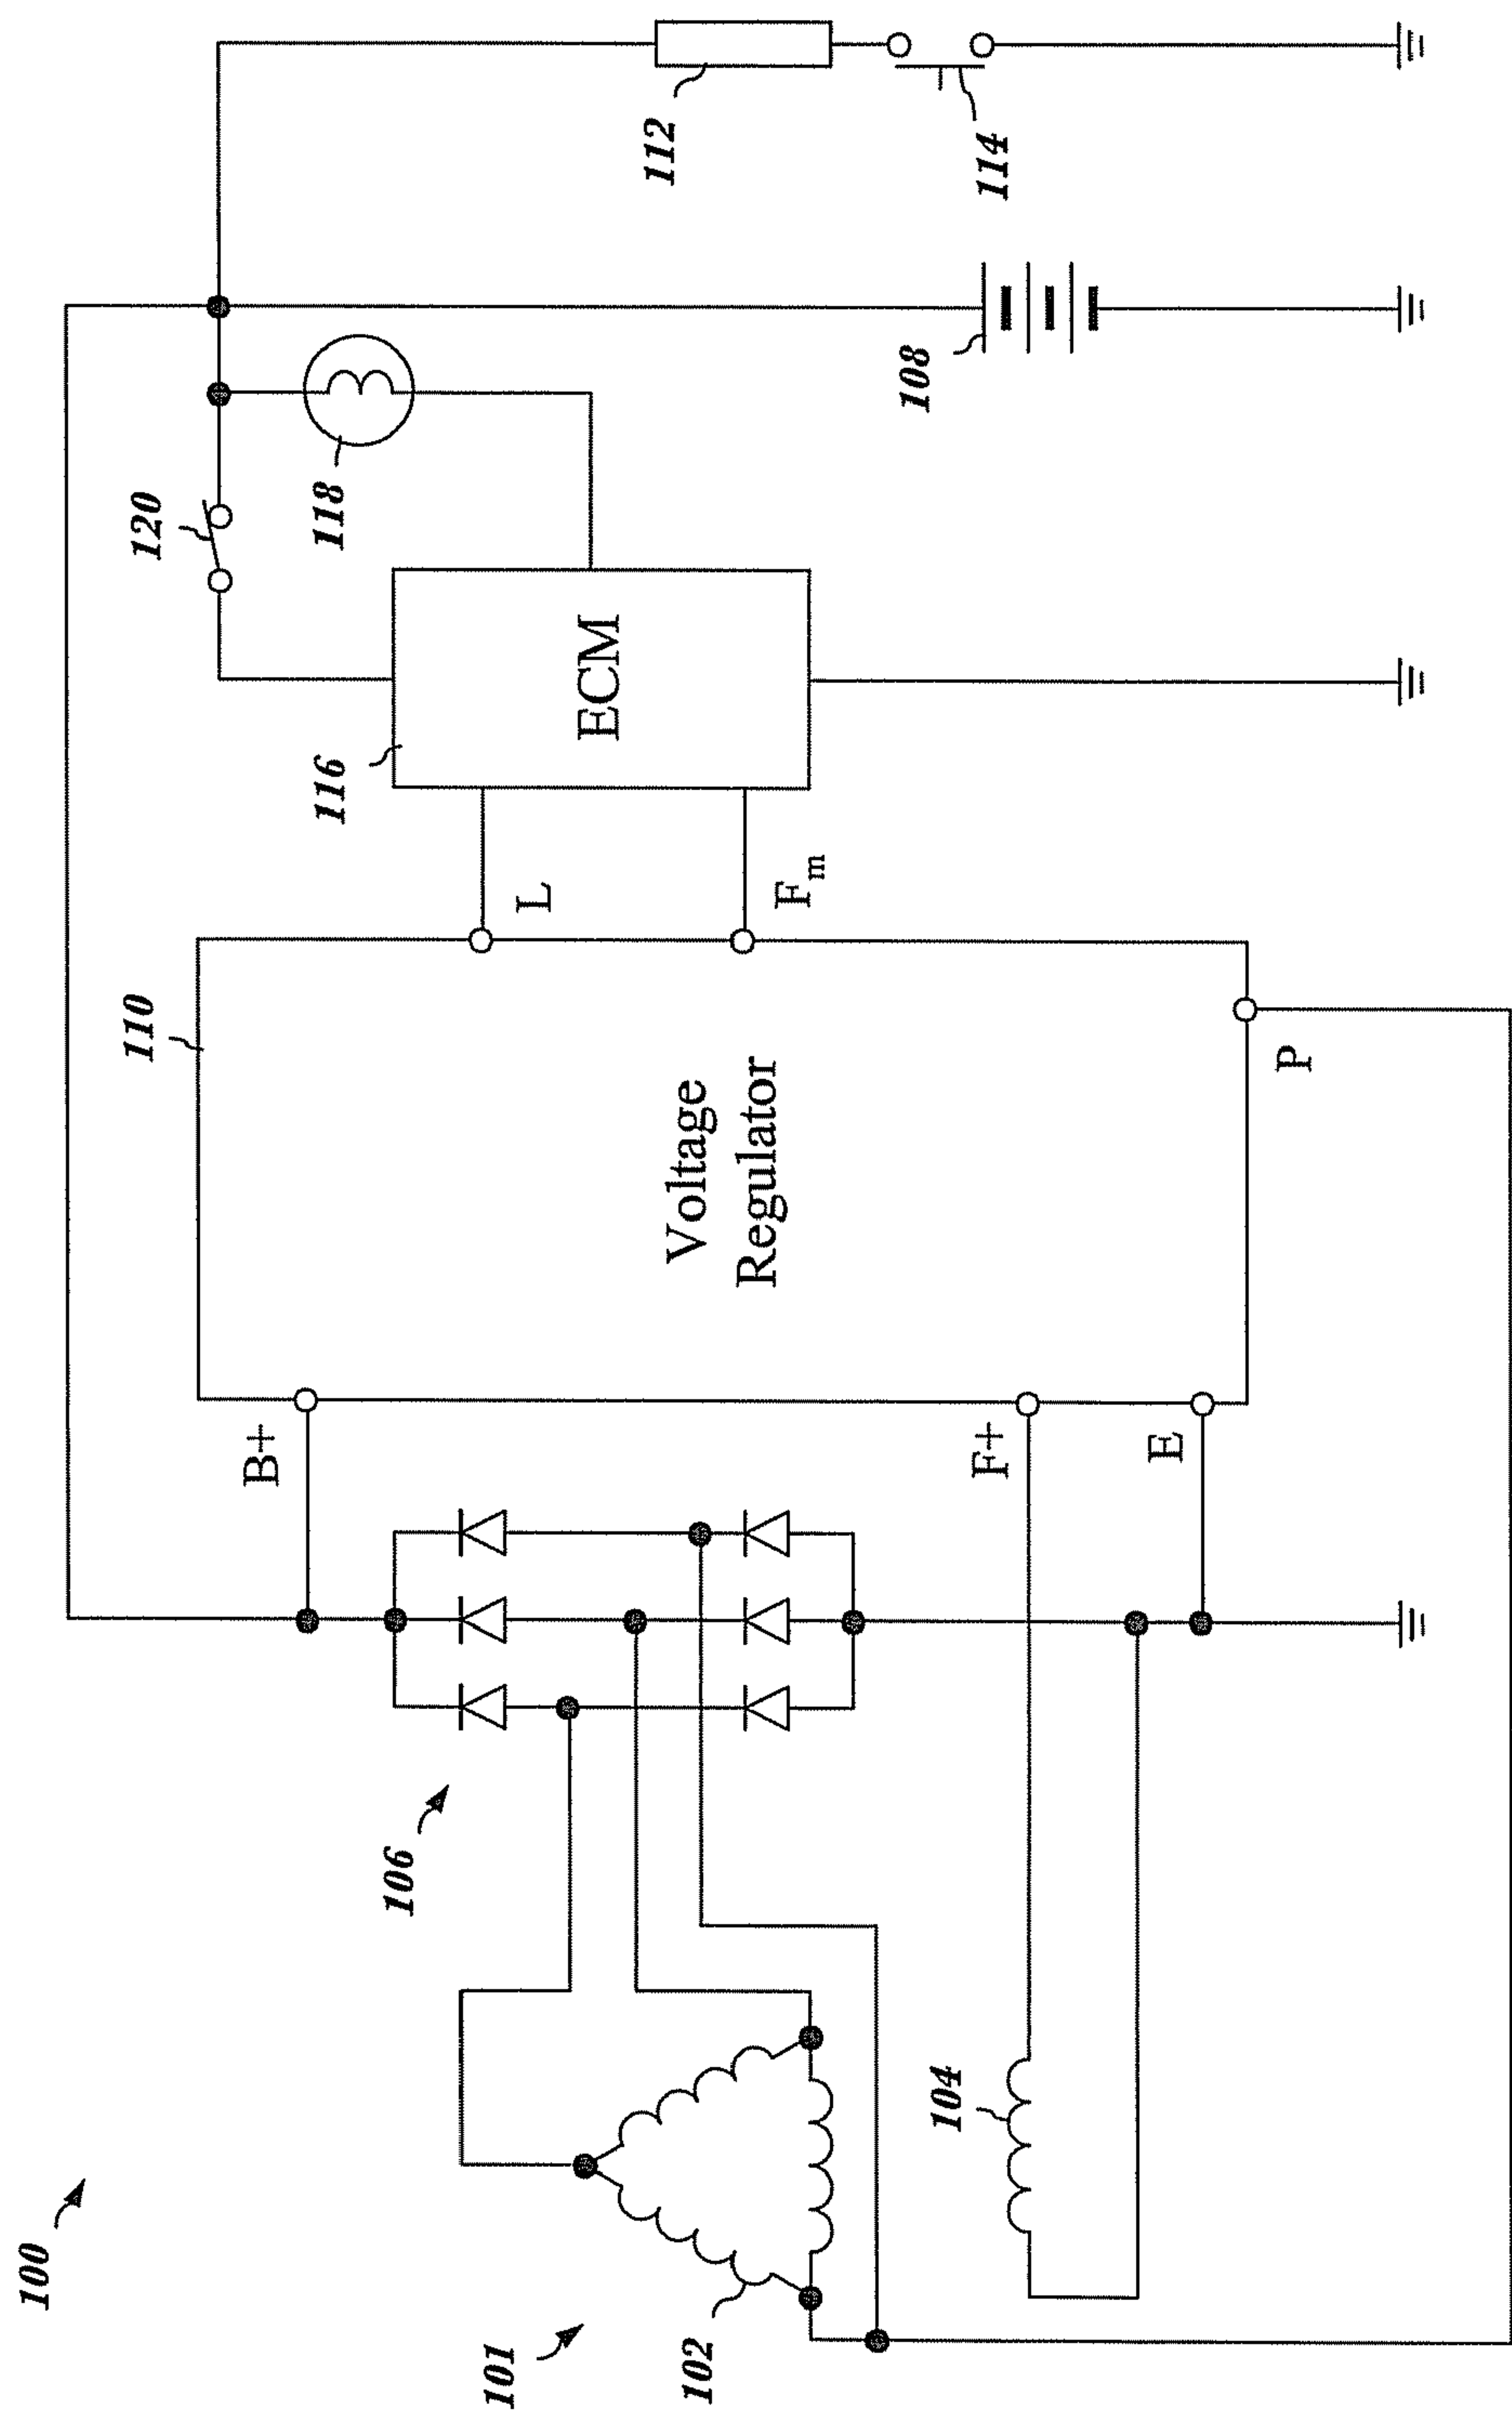 100
110
120
B+
116
118
106
101
L
ECM
112
102
Voltage
Regulator
Fm
108
104
F+
114
E
P